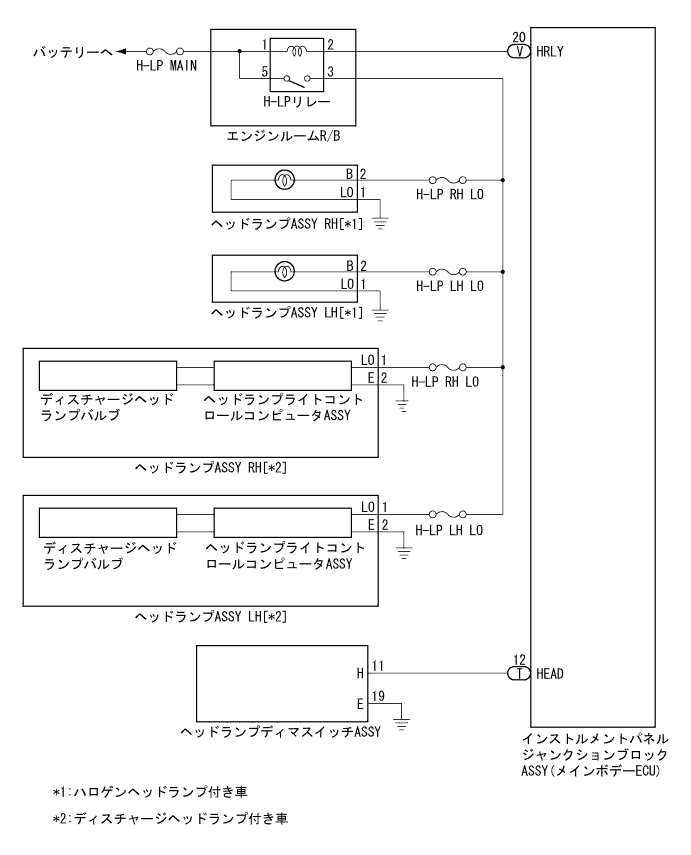 20
バッテリーへ
H-LP MAIN
1
2
V
HRLY
5
3
H-LPリレー
エンジンルームR/B
B
2
LO
1
H-LP RH LO
ヘッドランプASSY RH[*1]
B
2
LO
1
H-LP LH LO
ヘッドランプASSY LH[*1]
LO
1
E
2
H-LP RH LO
ディスチャージヘッド
ランプバルブ
ヘッドランプライトコント
ロールコンピュータASSY
ヘッドランプASSY RH[*2]
LO
1
E
2
H-LP LH LO
ディスチャージヘッド
ランプバルブ
ヘッドランプライトコント
ロールコンピュータASSY
ヘッドランプASSY LH[*2]
H
11
12
T
HEAD
E
19
ヘッドランプディマスイッチASSY
インストルメントパネル
ジャンクションブロック
ASSY(メインボデーECU)
*1:ハロゲンヘッドランプ付き車
*2:ディスチャージヘッドランプ付き車